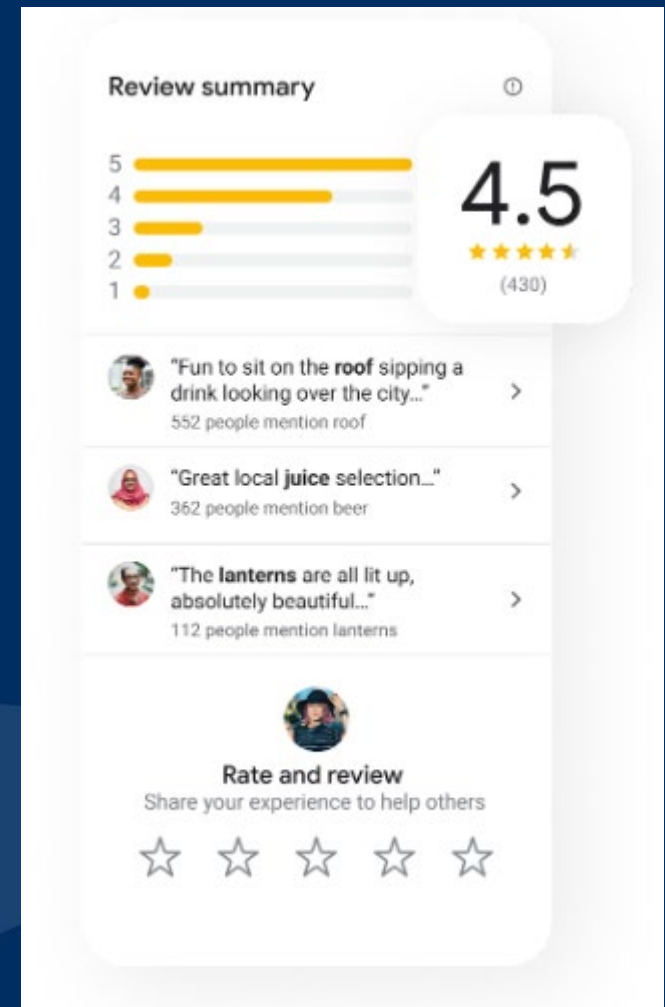 Review summary
5
4
3
2
1
4.5
(430)
“Fun to sit on the roof sipping a
drink looking over the city...”
552 people mention roof
“Great local juice selection...”
362 people mention beer
“The lanterns are all lit up,
absolutely beautiful...”
112 people mention lanterns
Rate and review
Share your experience to help others